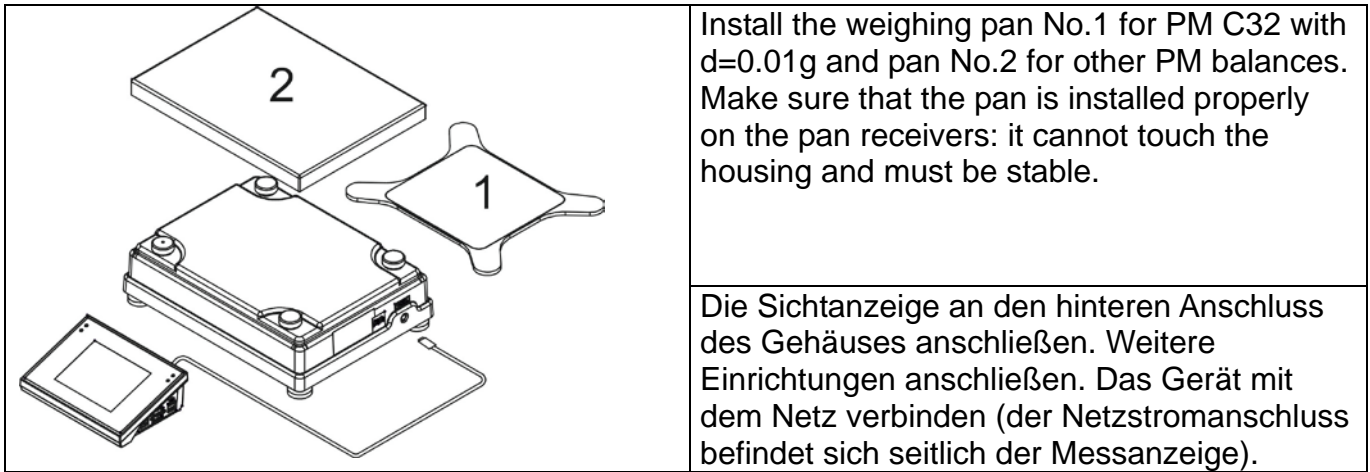 2
1
Install the weighing pan No.1 for PM C32 with
d=0.01g and pan No.2 for other PM balances.
Make sure that the pan is installed properly
on the pan receivers: it cannot touch the
housing and must be stable.
Die Sichtanzeige an den hinteren Anschluss
des Gehäuses anschließen. Weitere
Einrichtungen anschließen. Das Gerät mit
dem Netz verbinden (der Netzstromanschluss
befindet sich seitlich der Messanzeige).